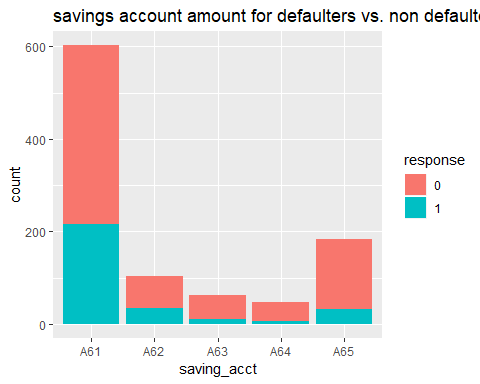 savings account amount for defaulters vs. non defaulte
600
400
200
0
count
A61 A62 A63 A64 A65
saving_acct
response
0
1